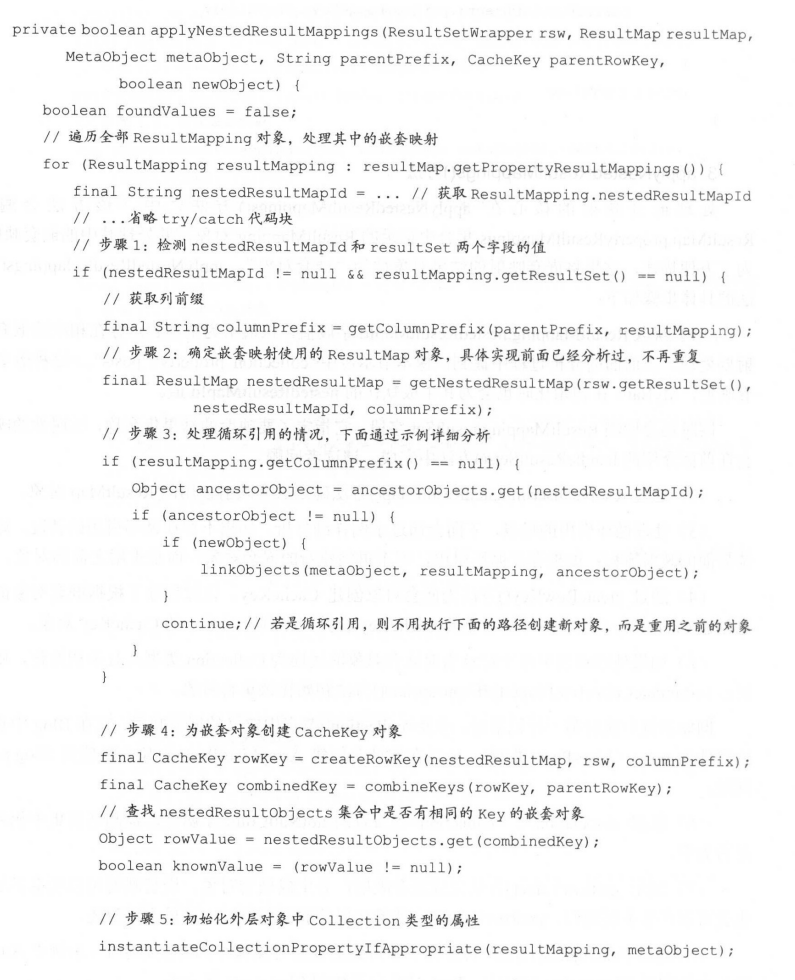 private boolean applyNestedResultMappings(ResultSetWrapper rsw, ResultMap resultMap,
MetaObject metaObject, String parentPrefix, CacheKey parentRowKey,
boolean newObject) {
boolean foundValues = false;
// 遍历全部 ResultMapping 对象，处理其中的嵌套映射
for (ResultMapping resultMapping : resultMap.getPropertyResultMappings()) {
final String nestedResultMapId = ... // 获取 ResultMapping.nestedResultMapId
// ...省略 try/catch 代码块
// 步骤 1：检测 nestedResultMapId 和 resultSet 两个字段的值
if (nestedResultMapId != null && resultMapping.getResultSet() == null) {
// 获取列前缀
final String columnPrefix = getColumnPrefix(parentPrefix, resultMapping);
// 步骤 2：确定嵌套映射使用的 ResultMap 对象，具体实现前面已经分析过，不再重复
final ResultMap nestedResultMap = getNestedResultMap(rsw.getResultSet(),
nestedResultMapId, columnPrefix);
// 步骤 3：处理循环引用的情况，下面通过示例详细分析
if (resultMapping.getColumnPrefix() == null) {
Object ancestorObject = ancestorObjects.get(nestedResultMapId);
if (ancestorObject != null) {
if (newObject) {
linkObjects(metaObject, resultMapping, ancestorObject);
}
continue;// 若是循环引用，则不用执行下面的路径创建新对象，而是重用之前的对象
}
}
// 步骤 4：为嵌套对象创建 CacheKey 对象
final CacheKey rowKey = createRowKey(nestedResultMap, rsw, columnPrefix);
final CacheKey combinedKey = combineKeys(rowKey, parentRowKey);
// 查找 nestedResultObjects 集合中是否有相同的 Key 的嵌套对象
Object rowValue = nestedResultObjects.get(combinedKey);
boolean knownValue = (rowValue != null);
// 步骤 5：初始化外层对象中 Collection 类型的属性
instantiateCollectionPropertyIfAppropriate(resultMapping, metaObject);